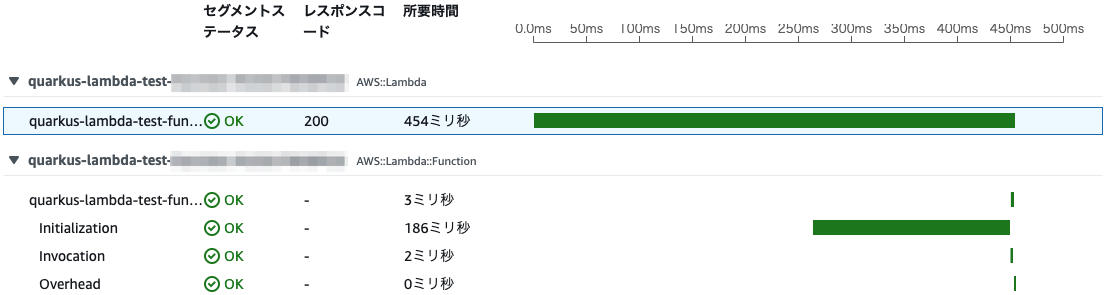 セグメントス レスポンスコ 所要時間
テータス ード
0.0ms 50ms 100ms 150ms 200ms 250ms 300ms 350ms 400ms 450ms 500ms
▼ quarkus-lambda-test- AWS::Lambda
quarkus-lambda-test-fun... OK 200 454ミリ秒
▼ quarkus-lambda-test- AWS::Lambda::Function
quarkus-lambda-test-fun... OK - 3ミリ秒
Initialization OK - 186ミリ秒
Invocation OK - 2ミリ秒
Overhead OK - 0ミリ秒